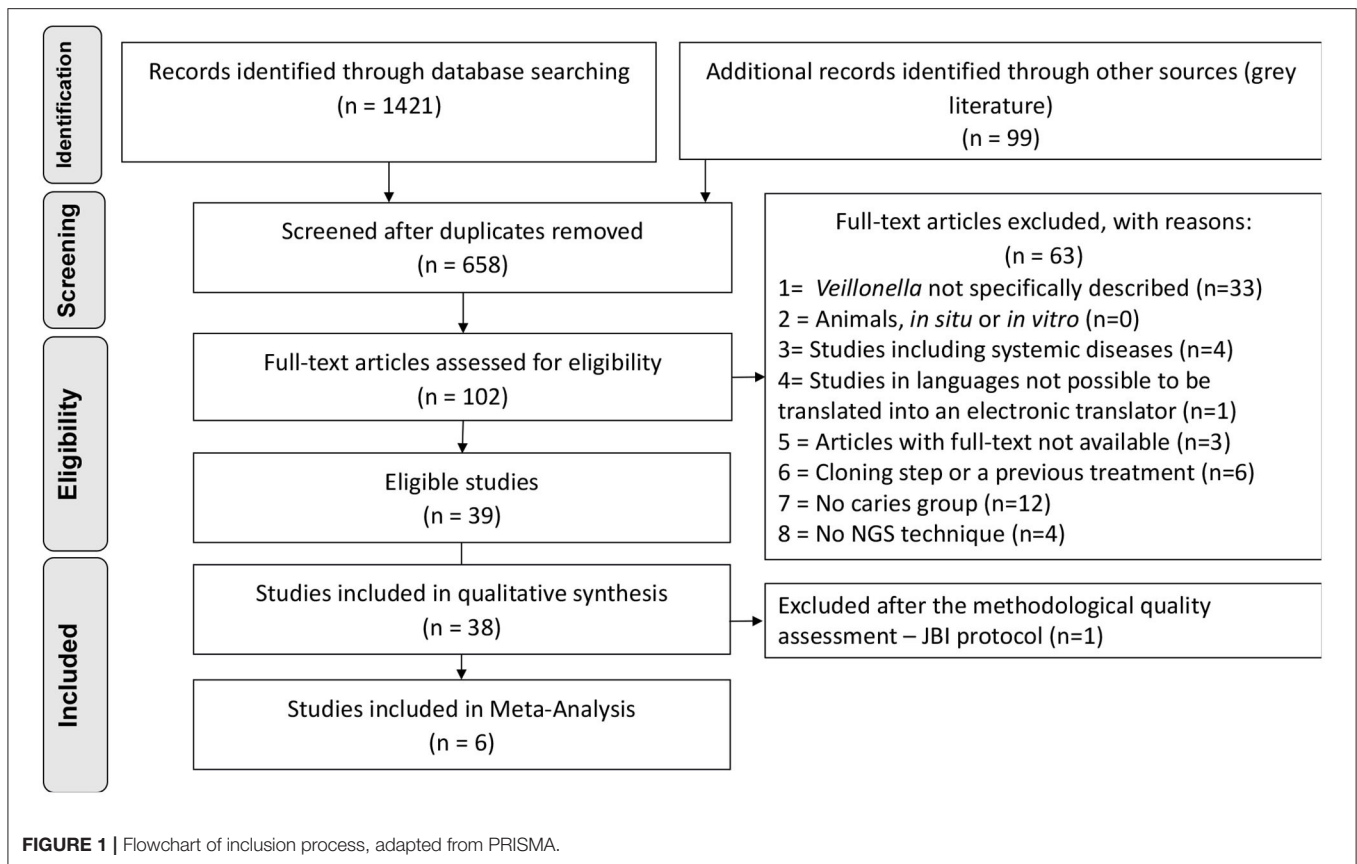 Identification
Records identified through database searching
(n = 1421)
Additional records identified through other sources (grey
literature)
(n = 99)
Screening
Screened after duplicates removed
(n = 658)
Full-text articles excluded, with reasons:
(n = 63)
1= Veillonella not specifically described (n=33)
2 = Animals, in situ or in vitro (n=0)
3= Studies including systemic diseases (n=4)
4= Studies in languages not possible to be
translated into an electronic translator (n=1)
5 = Articles with full-text not available (n=3)
6 = Cloning step or a previous treatment (n=6)
7 = No caries group (n=12)
8 = No NGS technique (n=4)
Eligibility
Full-text articles assessed for eligibility
(n = 102)
Eligible studies
(n = 39)
Included
Studies included in qualitative synthesis
(n = 38)
Excluded after the methodological quality
assessment – JBI protocol (n=1)
Studies included in Meta-Analysis
(n = 6)
FIGURE 1 | Flowchart of inclusion process, adapted from PRISMA.